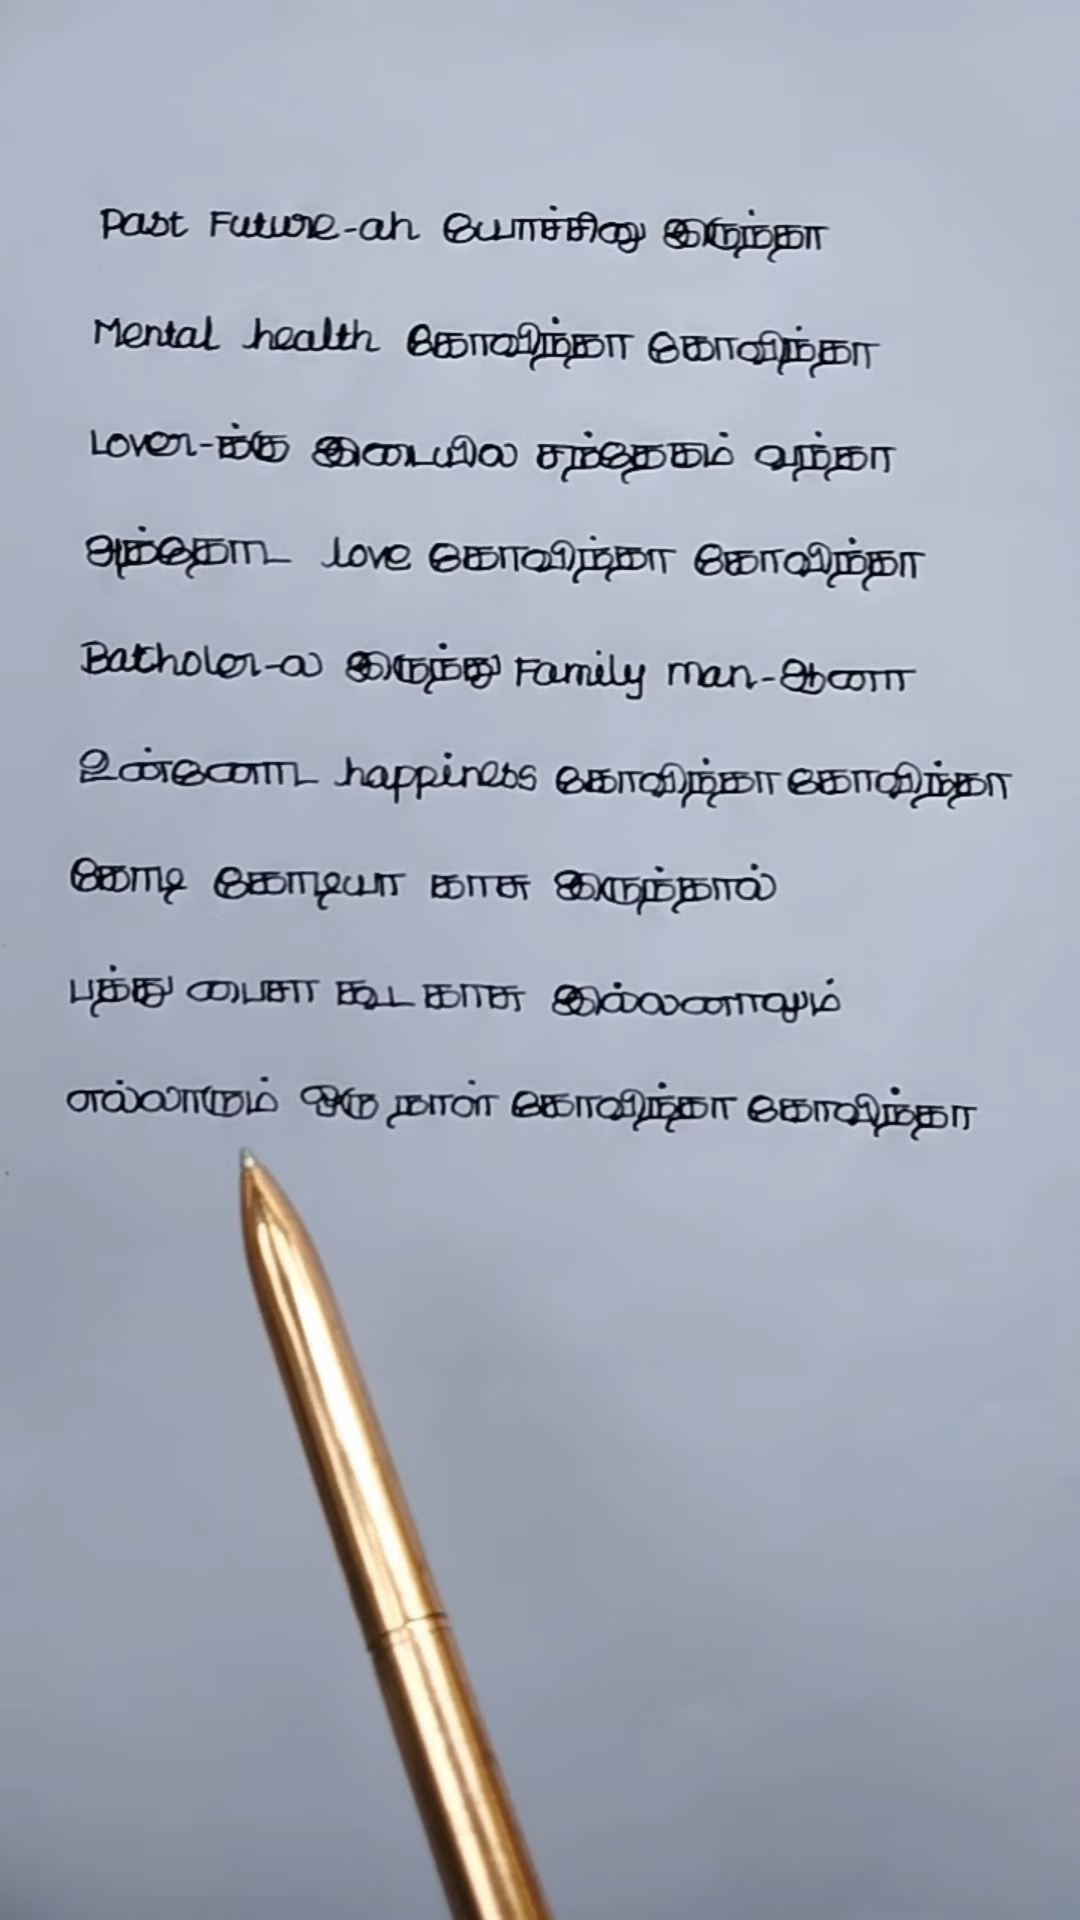 Past Future-ah யோச்சினு இருந்தா
Mental health கோவிந்தா கோவிந்தா
Lover-க்கு இடையில சந்தேகம் வந்தா
அந்தோட love கோவிந்தா கோவிந்தா
Batcholer-ல இருந்து Family man-ஆனா
உன்னோட happiness கோவிந்தா கோவிந்தா
கோடி கோடியா காசு இருந்தால்
பத்து பைசா கூட காசு இல்லனாலும்
எல்லாரும் ஒரு நாள் கோவிந்தா கோவிந்தா